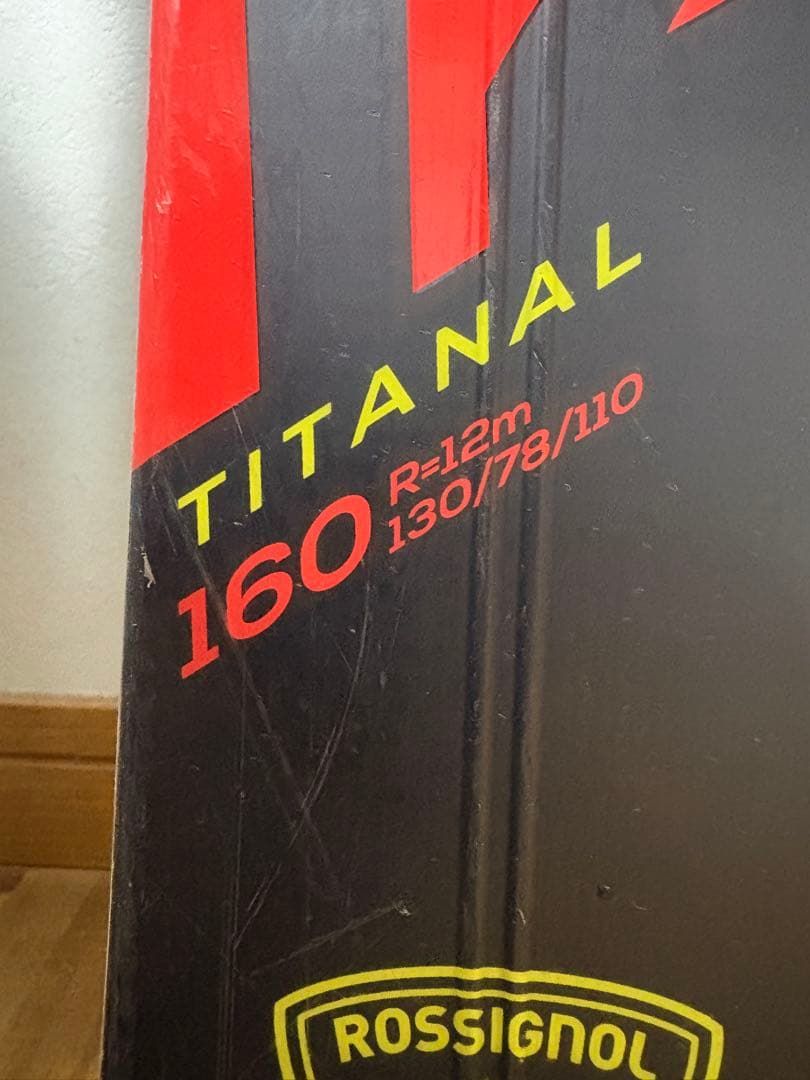 TITANAL
160
R=12m
130/78/110
ROSSIGNOL